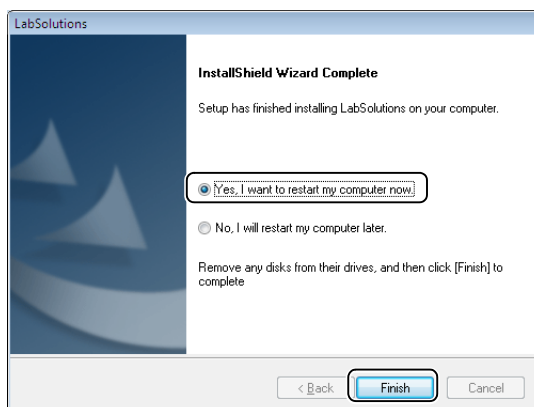 LabSolutions
InstallShield Wizard Complete
Setup has finished installing LabSolutions on your computer.
Yes, I want to restart my computer now.
No, I will restart my computer later.
Remove any disks from their drives, and then click [Finish] to
complete
< Back
Finish
Cancel